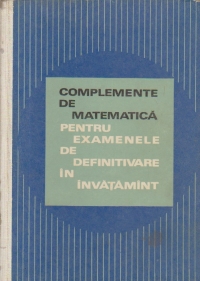 COMPLEMENTE
DE
MATEMATICĂ
PENTRU
EXAMENELE
DE
DEFINITIVARE
ÎN
ÎNVĂȚĂMÎNT